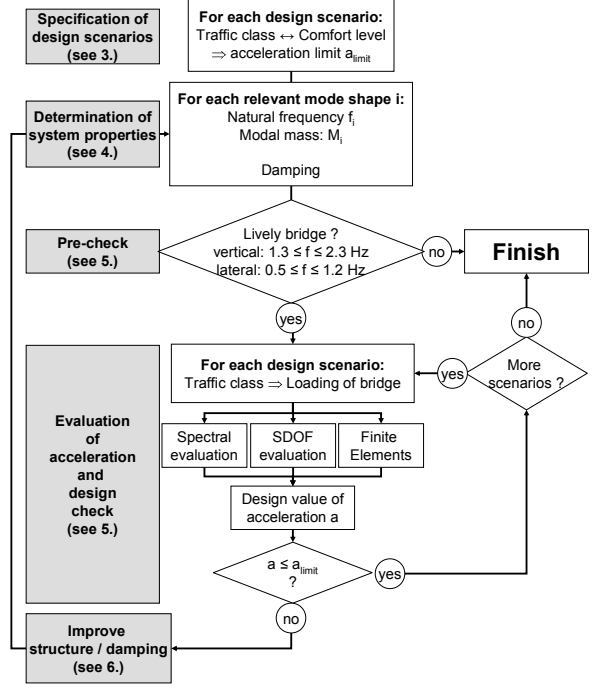 Specification of
design scenarios
(see 3.)
For each design scenario:
Traffic class ↔ Comfort level
⇒ acceleration limit a_limit
Determination of
system properties
(see 4.)
For each relevant mode shape i:
Natural frequency f_i
Modal mass: M_i
Damping
Pre-check
(see 5.)
Lively bridge ?
vertical: 1.3 ≤ f ≤ 2.3 Hz
lateral: 0.5 ≤ f ≤ 1.2 Hz
no
Finish
yes
no
Evaluation
of
acceleration
and
design
check
(see 5.)
For each design scenario:
Traffic class ⇒ Loading of bridge
yes
More
scenarios ?
Spectral
evaluation
SDOF
evaluation
Finite
Elements
Design value of
acceleration a
a ≤ a_limit
?
yes
no
Improve
structure / damping
(see 6.)